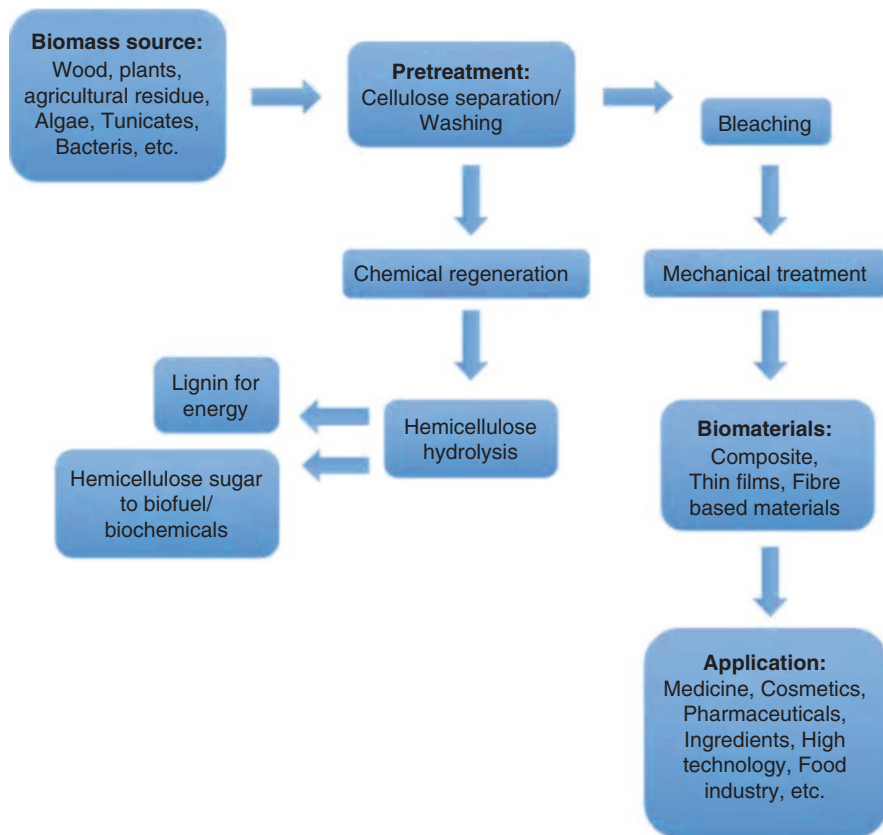 Biomass source:
Wood, plants,
agricultural residue,
Algae, Tunicates,
Bacteris, etc.
Pretreatment:
Cellulose separation/
Washing
Bleaching
Chemical regeneration
Mechanical treatment
Lignin for
energy
Hemicellulose
hydrolysis
Hemicellulose sugar
to biofuel/
biochemicals
Biomaterials:
Composite,
Thin films, Fibre
based materials
Application:
Medicine, Cosmetics,
Pharmaceuticals,
Ingredients, High
technology, Food
industry, etc.